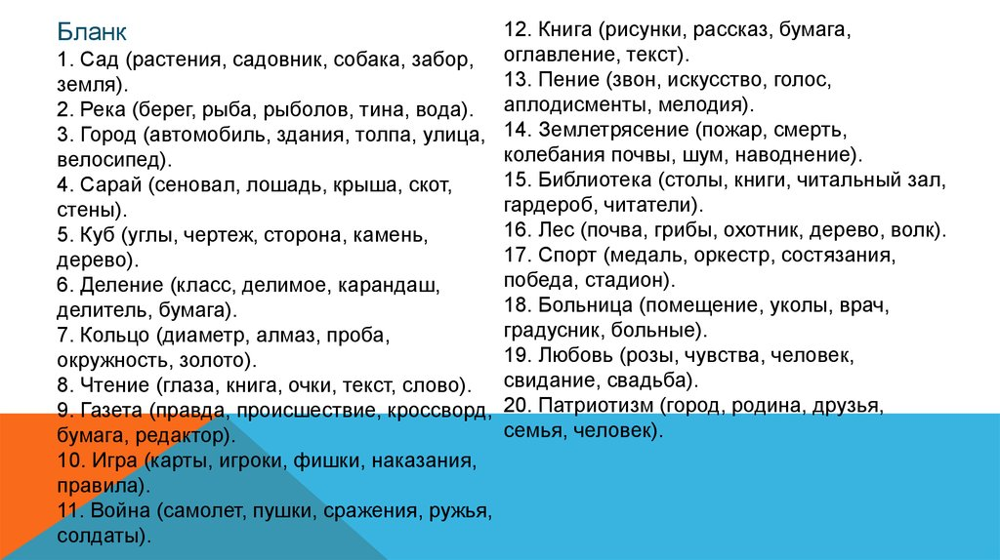 Бланк
1. Сад (растения, садовник, собака, забор,
земля).
2. Река (берег, рыба, рыболов, тина, вода).
3. Город (автомобиль, здания, толпа, улица,
велосипед).
4. Сарай (сеновал, лошадь, крыша, скот,
стены).
5. Куб (углы, чертеж, сторона, камень,
дерево).
6. Деление (класс, делимое, карандаш,
делитель, бумага).
7. Кольцо (диаметр, алмаз, проба,
окружность, золото).
8. Чтение (глаза, книга, очки, текст, слово).
9. Газета (правда, происшествие, кроссворд,
бумага, редактор).
10. Игра (карты, игроки, фишки, наказания,
правила).
11. Война (самолет, пушки, сражения, ружья,
солдаты).
12. Книга (рисунки, рассказ, бумага,
оглавление, текст).
13. Пение (звон, искусство, голос,
аплодисменты, мелодия).
14. Землетрясение (пожар, смерть,
колебания почвы, шум, наводнение).
15. Библиотека (столы, книги, читальный зал,
гардероб, читатели).
16. Лес (почва, грибы, охотник, дерево, волк).
17. Спорт (медаль, оркестр, состязания,
победа, стадион).
18. Больница (помещение, уколы, врач,
градусник, больные).
19. Любовь (розы, чувства, человек,
свидание, свадьба).
20. Патриотизм (город, родина, друзья,
семья, человек).